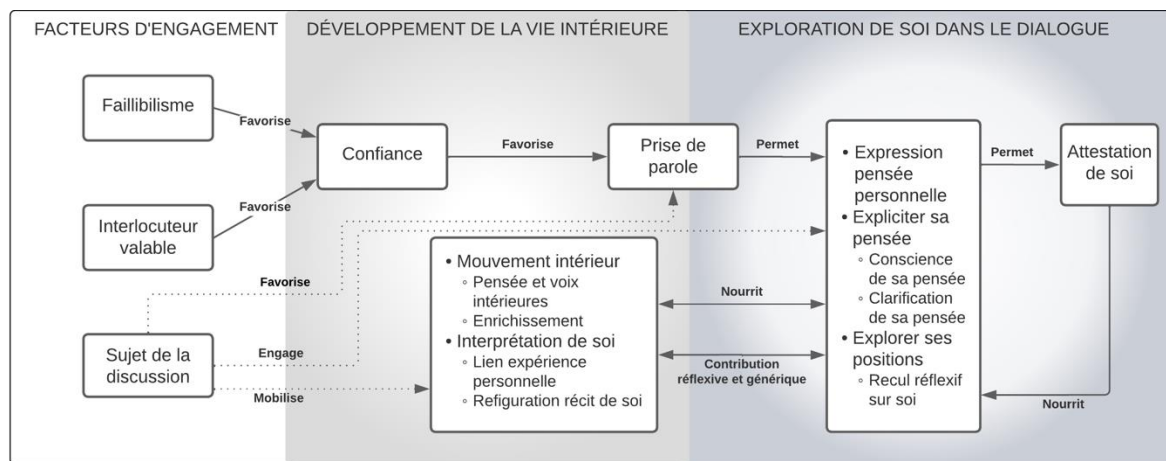 FACTEURS D'ENGAGEMENT
DÉVELOPPEMENT DE LA VIE INTÉRIEURE
EXPLORATION DE SOI DANS LE DIALOGUE
Faillibilisme
Favorise
Interlocuteur
valable
Favorise
Sujet de la
discussion
Favorise
Engage
Mobilise
Confiance
Favorise
Prise de
parole
Permet
• Mouvement intérieur
◦ Pensée et voix
intérieures
◦ Enrichissement
• Interprétation de soi
◦ Lien expérience
personnelle
◦ Refiguration récit de soi
Nourrit
Contribution
réflexive et générique
• Expression
pensée
personnelle
• Expliciter sa
pensée
◦ Conscience
de sa pensée
◦ Clarification
de sa pensée
• Explorer ses
positions
◦ Recul réflexif
sur soi
Permet
Attestation
de soi
Nourrit